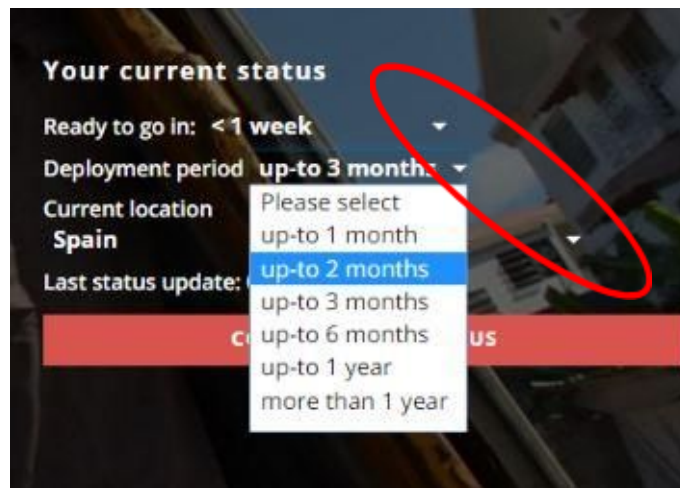 Your current status
Ready to go in: < 1 week
Deployment period up-to 3 months
Current location
Spain
Last status update:
Please select
up-to 1 month
up-to 2 months
up-to 3 months
up-to 6 months
up-to 1 year
more than 1 year
US